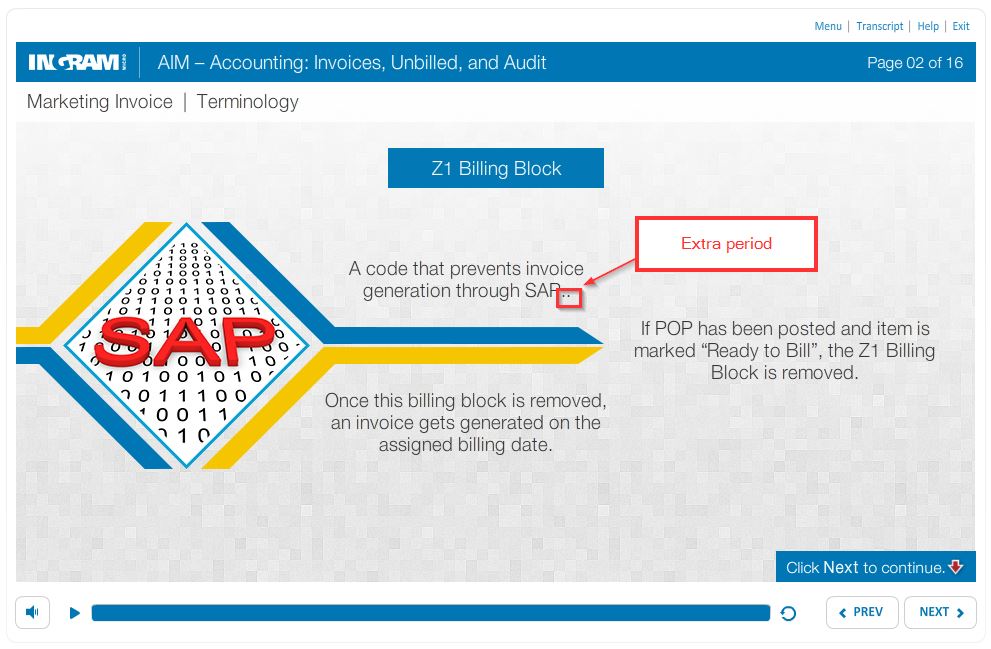 Menu | Transcript | Help | Exit
INGRAM MICRO AIM – Accounting: Invoices, Unbilled, and Audit Page 02 of 16
Marketing Invoice | Terminology
Z1 Billing Block
Extra period
A code that prevents invoice
generation through SAP..
SAP
If POP has been posted and item is
marked “Ready to Bill”, the Z1 Billing
Block is removed.
Once this billing block is removed,
an invoice gets generated on the
assigned billing date.
Click Next to continue.
PREV NEXT